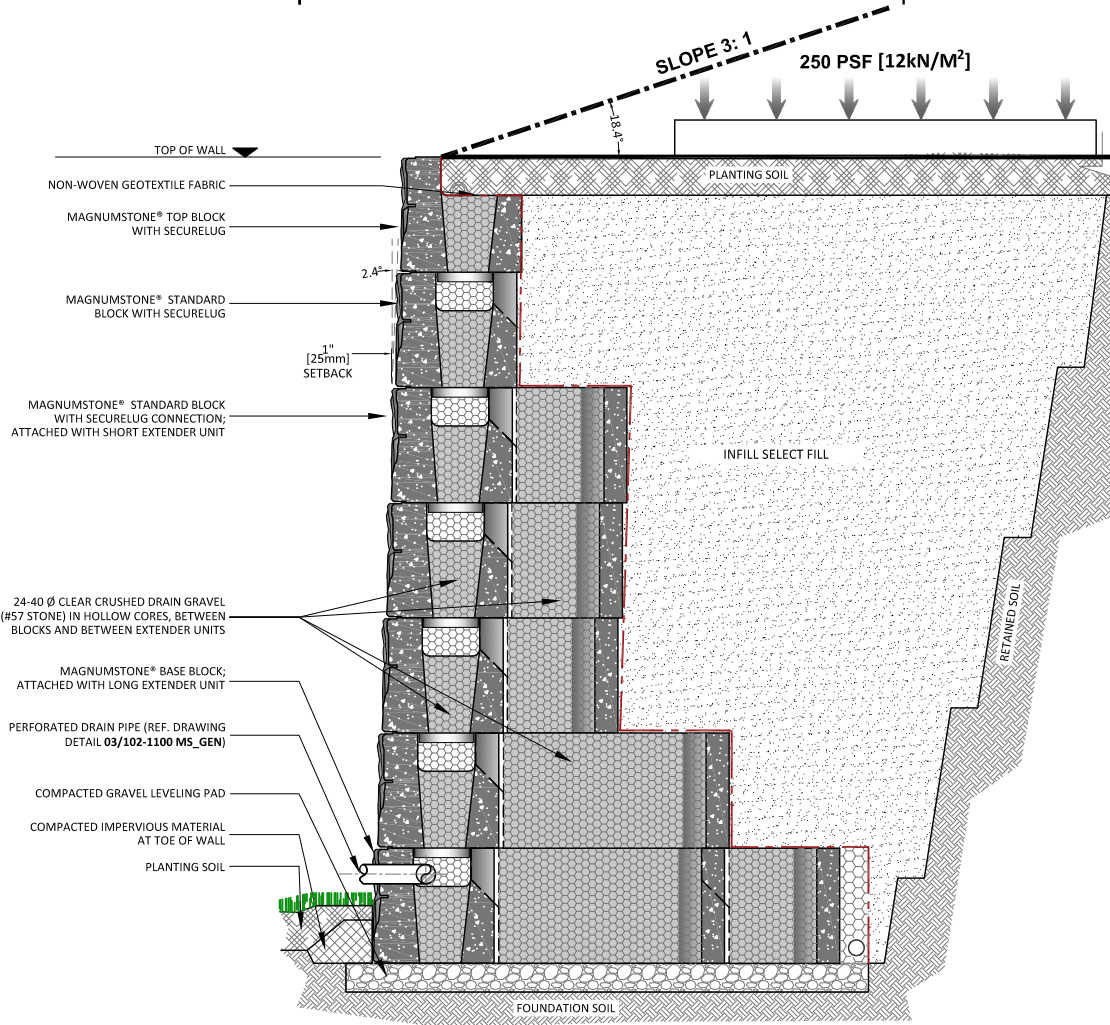 SLOPE 3: 1
250 PSF [12kN/M²]
18.4°
TOP OF WALL
PLANTING SOIL
NON-WOVEN GEOTEXTILE FABRIC
MAGNUMSTONE® TOP BLOCK
WITH SECURELUG
2.4°
MAGNUMSTONE® STANDARD
BLOCK WITH SECURELUG
1"
[25mm]
SETBACK
MAGNUMSTONE® STANDARD BLOCK
WITH SECURELUG CONNECTION;
ATTACHED WITH SHORT EXTENDER UNIT
INFILL SELECT FILL
24-40 Ø CLEAR CRUSHED DRAIN GRAVEL
(#57 STONE) IN HOLLOW CORES, BETWEEN
BLOCKS AND BETWEEN EXTENDER UNITS
RETAINED SOIL
MAGNUMSTONE® BASE BLOCK;
ATTACHED WITH LONG EXTENDER UNIT
PERFORATED DRAIN PIPE (REF. DRAWING
DETAIL 03/102-1100 MS_GEN)
COMPACTED GRAVEL LEVELING PAD
COMPACTED IMPERVIOUS MATERIAL
AT TOE OF WALL
PLANTING SOIL
FOUNDATION SOIL